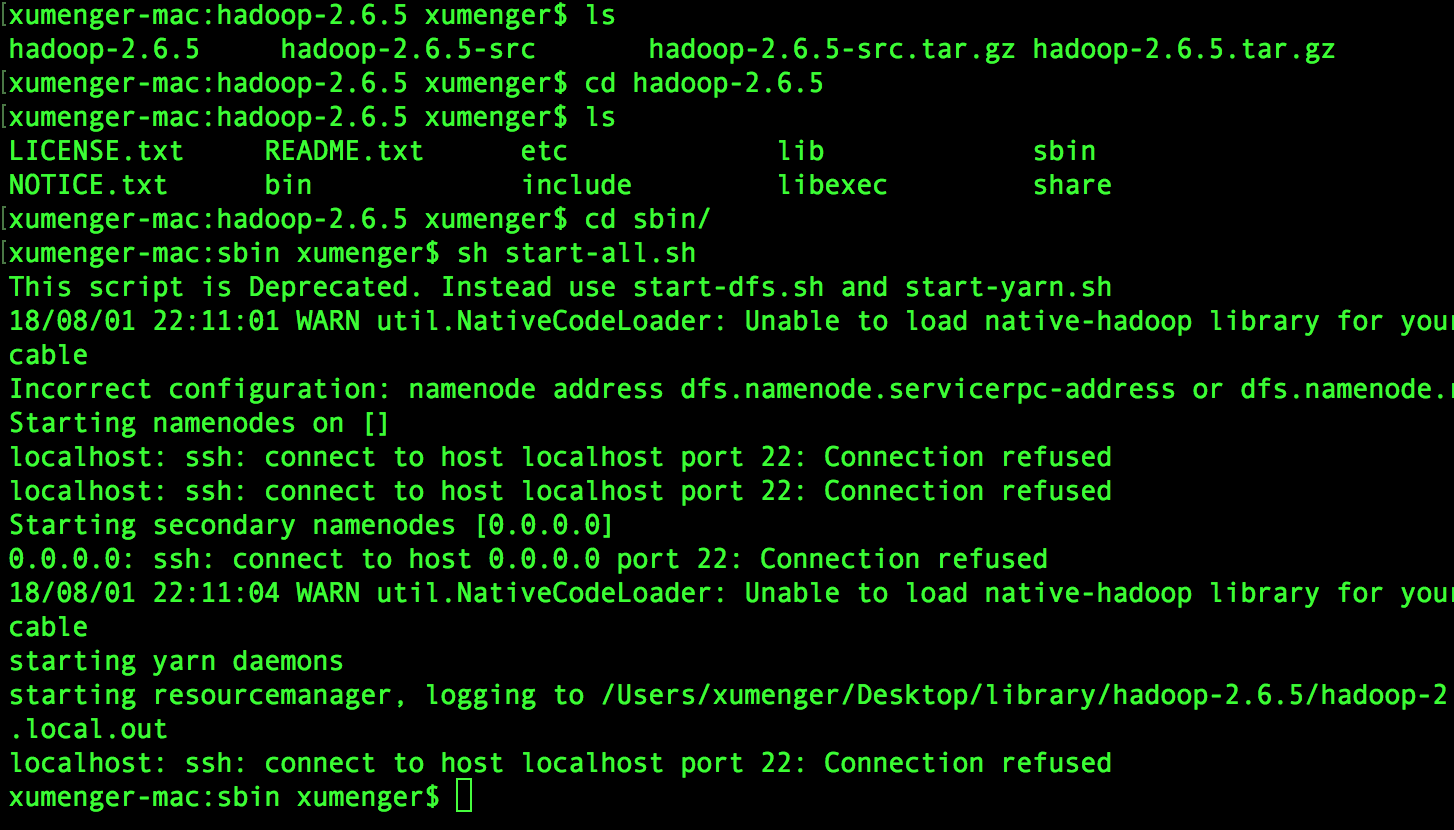 [xumenger-mac:hadoop-2.6.5 xumenger$ ls
hadoop-2.6.5 hadoop-2.6.5-src hadoop-2.6.5-src.tar.gz hadoop-2.6.5.tar.gz
[xumenger-mac:hadoop-2.6.5 xumenger$ cd hadoop-2.6.5
[xumenger-mac:hadoop-2.6.5 xumenger$ ls
LICENSE.txt README.txt etc lib sbin
NOTICE.txt bin include libexec share
[xumenger-mac:hadoop-2.6.5 xumenger$ cd sbin/
[xumenger-mac:sbin xumenger$ sh start-all.sh
This script is Deprecated. Instead use start-dfs.sh and start-yarn.sh
18/08/01 22:11:01 WARN util.NativeCodeLoader: Unable to load native-hadoop library for your
cable
Incorrect configuration: namenode address dfs.namenode.servicerpc-address or dfs.namenode.
Starting namenodes on []
localhost: ssh: connect to host localhost port 22: Connection refused
localhost: ssh: connect to host localhost port 22: Connection refused
Starting secondary namenodes [0.0.0.0]
0.0.0.0: ssh: connect to host 0.0.0.0 port 22: Connection refused
18/08/01 22:11:04 WARN util.NativeCodeLoader: Unable to load native-hadoop library for your
cable
starting yarn daemons
starting resourcemanager, logging to /Users/xumenger/Desktop/library/hadoop-2.6.5/hadoop-2
.local.out
localhost: ssh: connect to host localhost port 22: Connection refused
xumenger-mac:sbin xumenger$